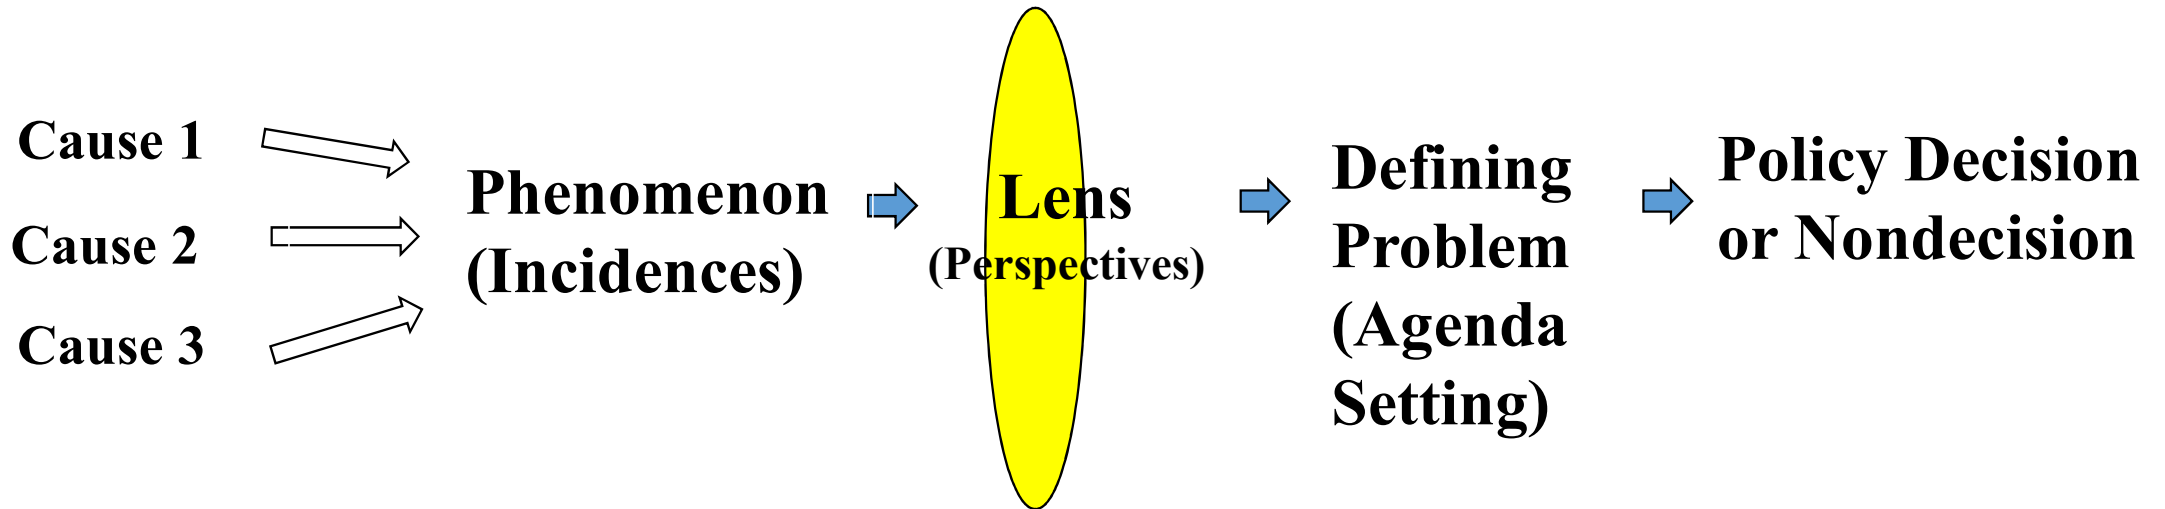 Cause 1
Cause 2
Cause 3
Phenomenon
(Incidences)
Lens
(Perspectives)
Defining
Problem
(Agenda
Setting)
Policy Decision
or Nondecision